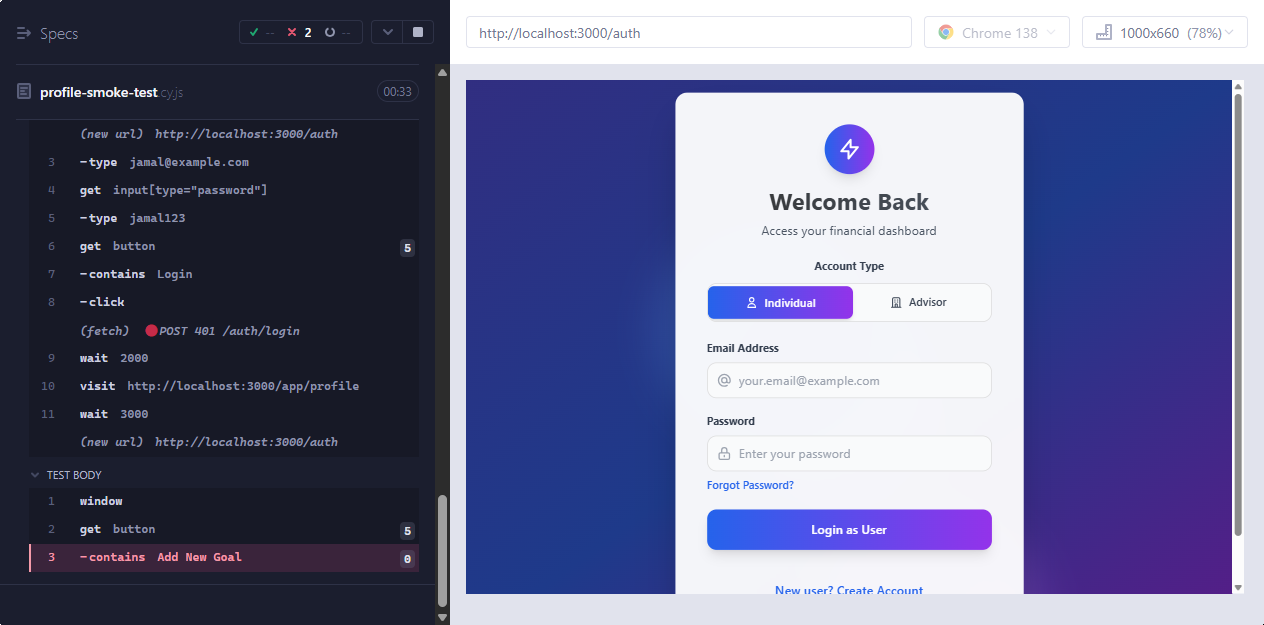 Specs
-- 2 --
profile-smoke-test.cy.js
00:33
(new url) http://localhost:3000/auth
3 -type jamal@example.com
4 get input[type="password"]
5 -type jamal123
6 get button 5
7 -contains Login
8 -click
(fetch) POST 401 /auth/login
9 wait 2000
10 visit http://localhost:3000/app/profile
11 wait 3000
(new url) http://localhost:3000/auth
TEST BODY
1 window
2 get button 5
3 -contains Add New Goal 0
http://localhost:3000/auth
Chrome 138
1000x660 (78%)
Welcome Back
Access your financial dashboard
Account Type
Individual
Advisor
Email Address
your.email@example.com
Password
Enter your password
Forgot Password?
Login as User
New user? Create Account